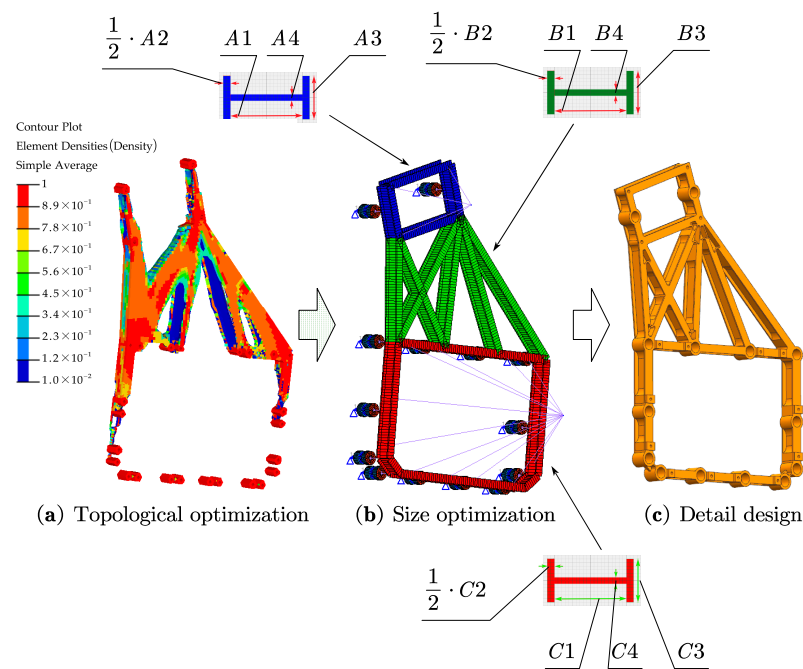 1/2 · A2
A1
A4
A3
1/2 · B2
B1
B4
B3
Contour Plot
Element Densities(Density)
Simple Average
1
8.9×10⁻¹
7.8×10⁻¹
6.7×10⁻¹
5.6×10⁻¹
4.5×10⁻¹
3.4×10⁻¹
2.3×10⁻¹
1.2×10⁻¹
1.0×10⁻²
(a) Topological optimization
(b) Size optimization
(c) Detail design
1/2 · C2
C1
C4
C3